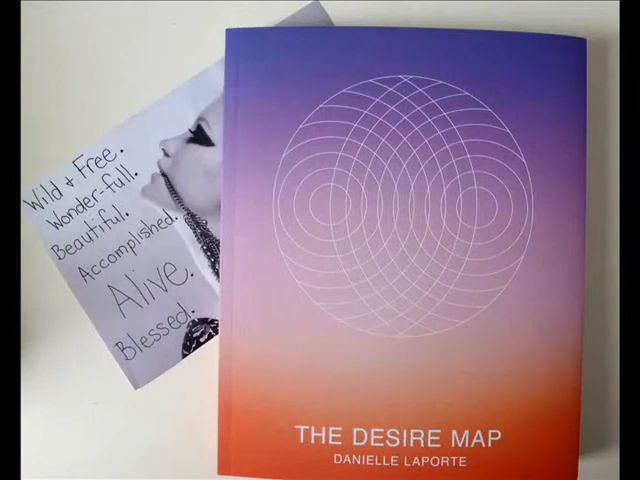 Wild & Free.
Wonder-full.
Beautiful.
Accomplished.
Alive.
Blessed.
THE DESIRE MAP
DANIELLE LAPORTE